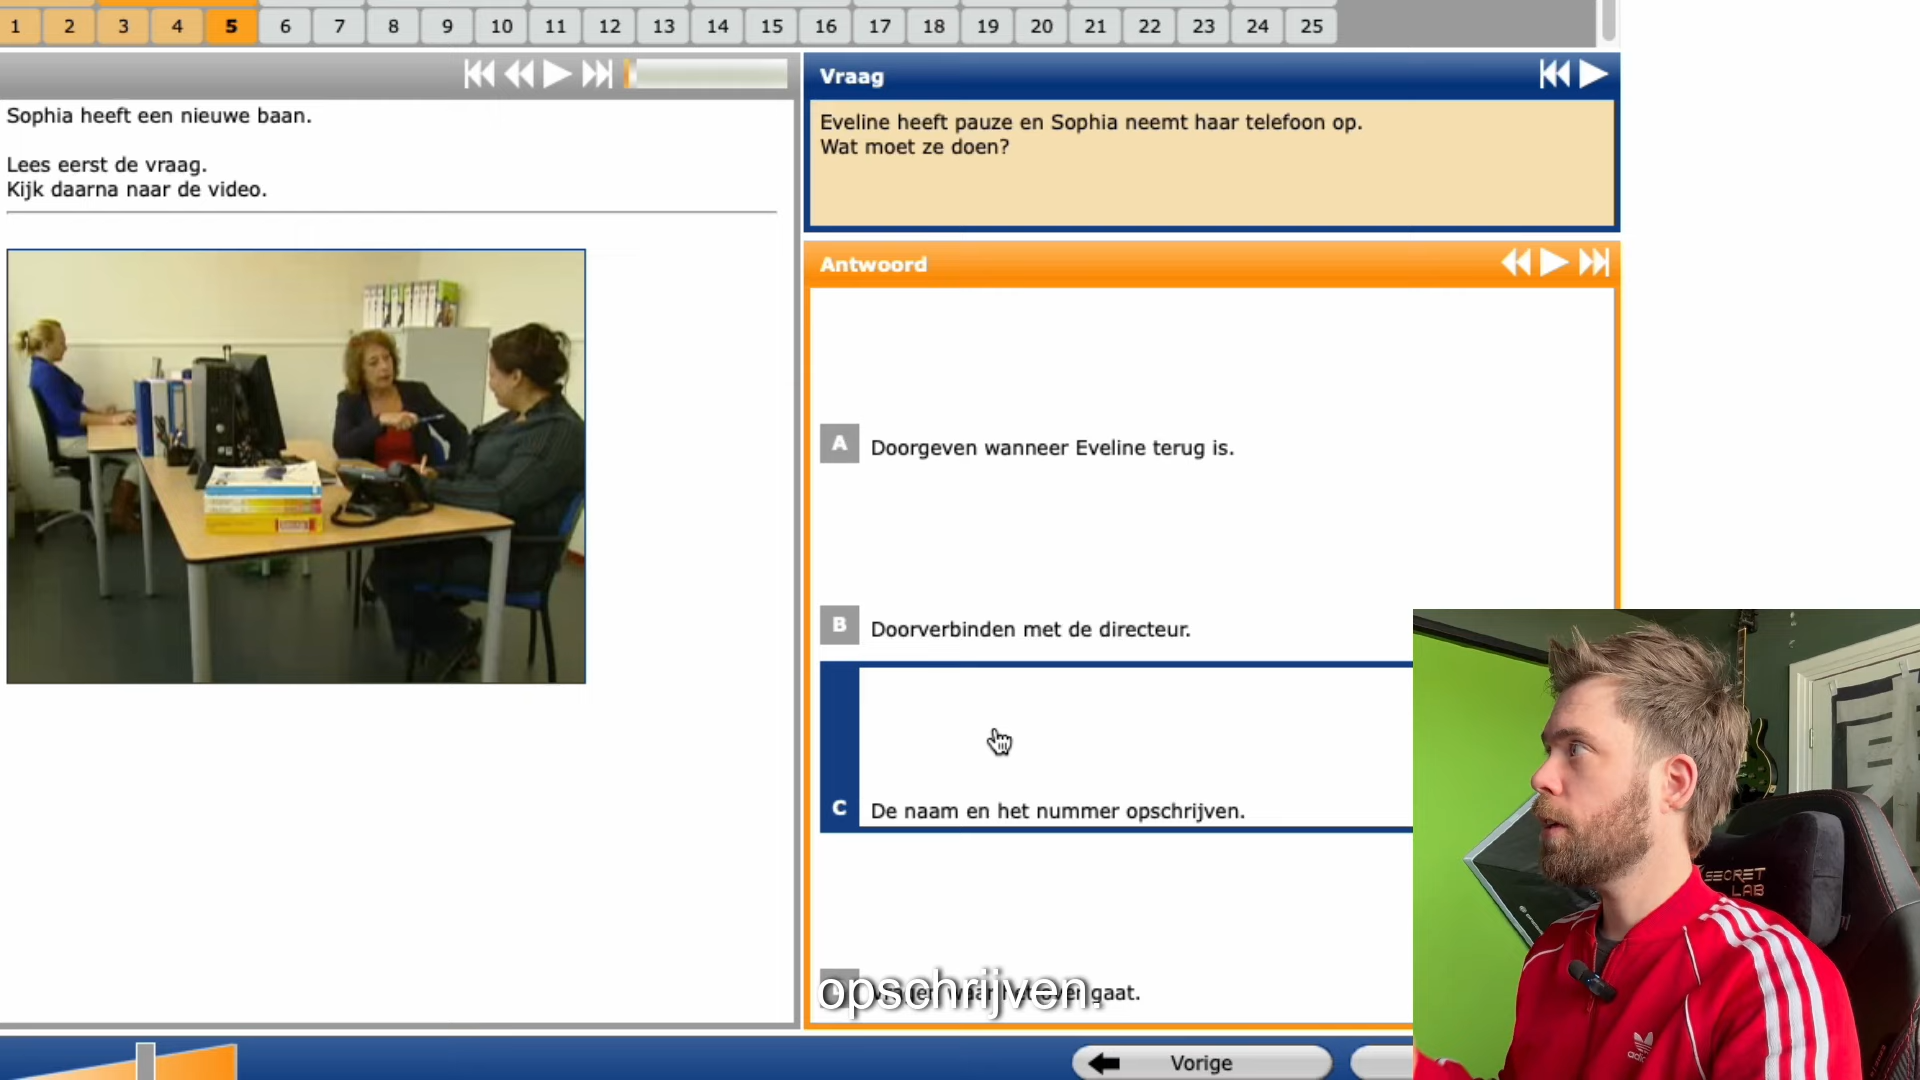 1 2 3 4 5 6 7 8 9 10 11 12 13 14 15 16 17 18 19 20 21 22 23 24 25
Sophia heeft een nieuwe baan.
Lees eerst de vraag.
Kijk daarna naar de video.
Vraag
Eveline heeft pauze en Sophia neemt haar telefoon op.
Wat moet ze doen?
Antwoord
A Doorgeven wanneer Eveline terug is.
B Doorverbinden met de directeur.
C De naam en het nummer opschrijven.
gaat.
opschrijven.
Vorige
SECRET
LAB